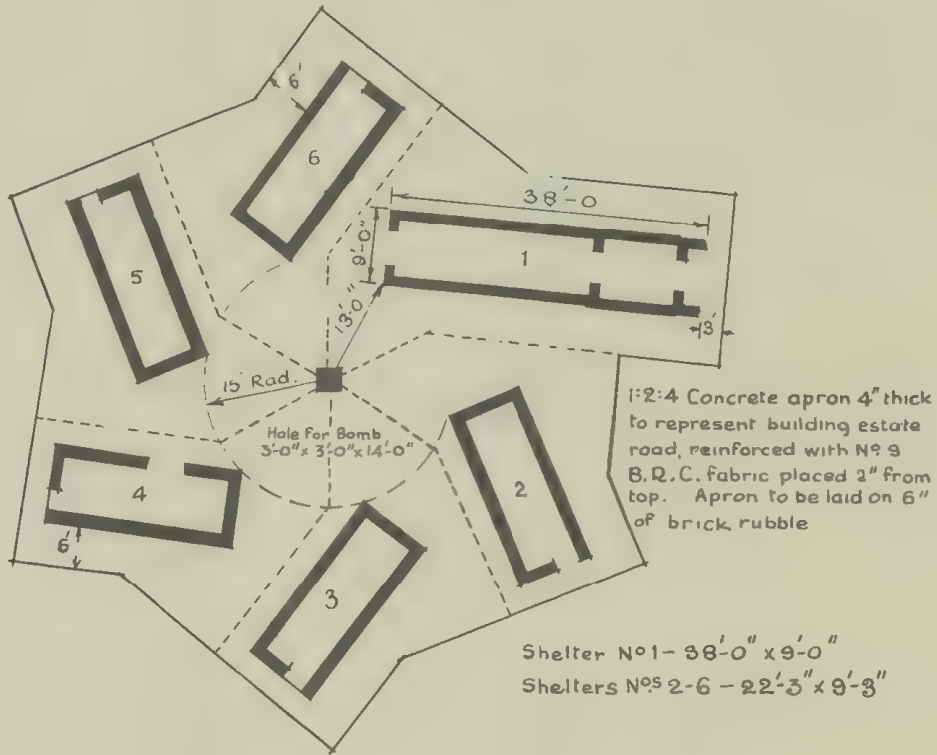 6'
6
38'-0
9'-0"
1
13'-0"
3'
5
15' Rad.
Hole For Bomb
3'-0" x 3'-0" x 14'-0"
1:2:4 Concrete apron 4" thick
to represent building estate
road, reinforced with Nº 9
B.R.C. fabric placed 2" from
top. Apron to be laid on 6"
of brick rubble
2
4
6'
3
Shelter Nº 1 - 38'-0" x 9'-0"
Shelters Nºs 2-6 - 22'-3" x 9'-3"